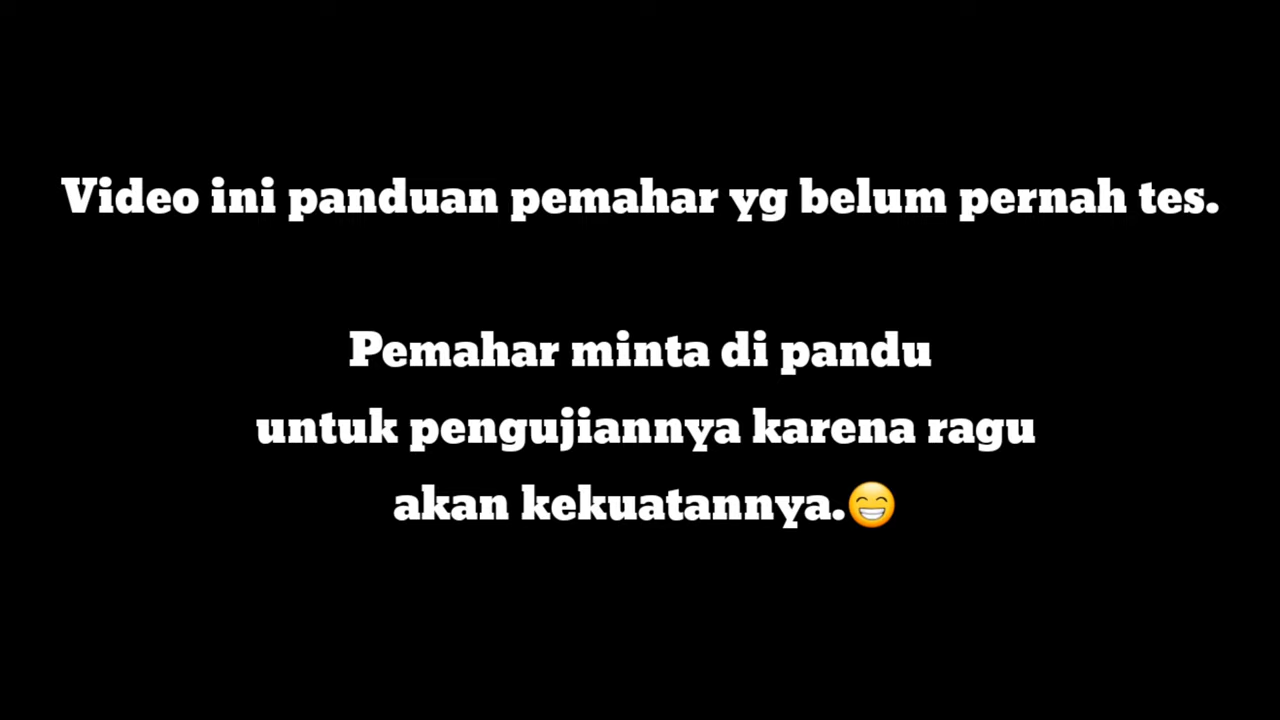 Video ini panduan pemahar yg belum pernah tes.
Pemahar minta di pandu
untuk pengujiannya karena ragu
akan kekuatannya.😁